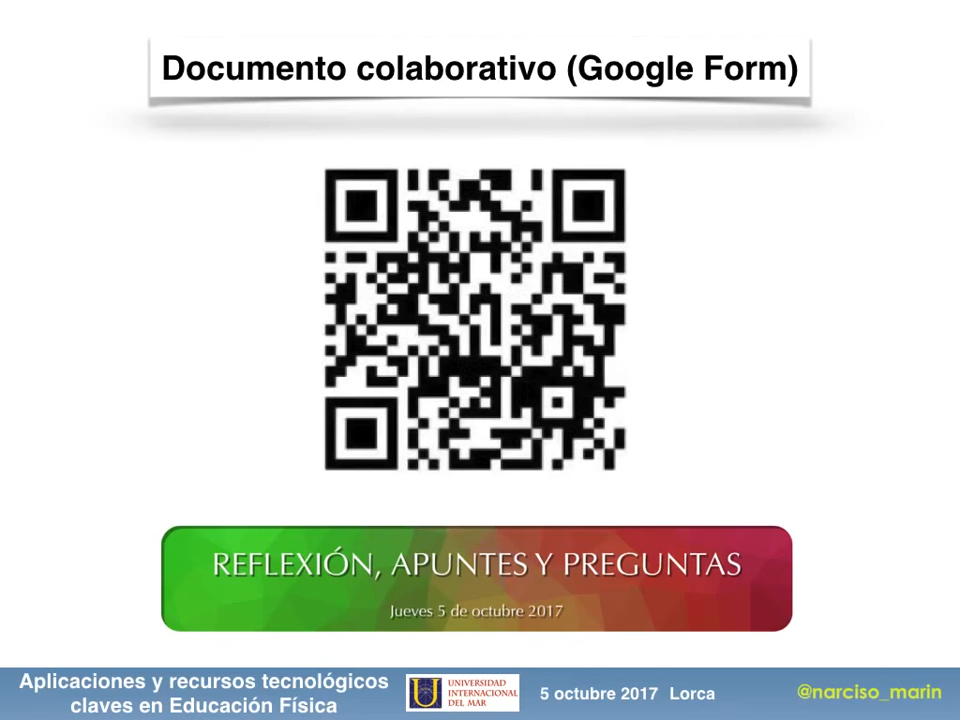 Documento colaborativo (Google Form)
REFLEXIÓN, APUNTES Y PREGUNTAS
Jueves 5 de octubre 2017
Aplicaciones y recursos tecnológicos
claves en Educación Física
UNIVERSIDAD
INTERNACIONAL
DEL MAR
5 octubre 2017 Lorca
@narciso_marin